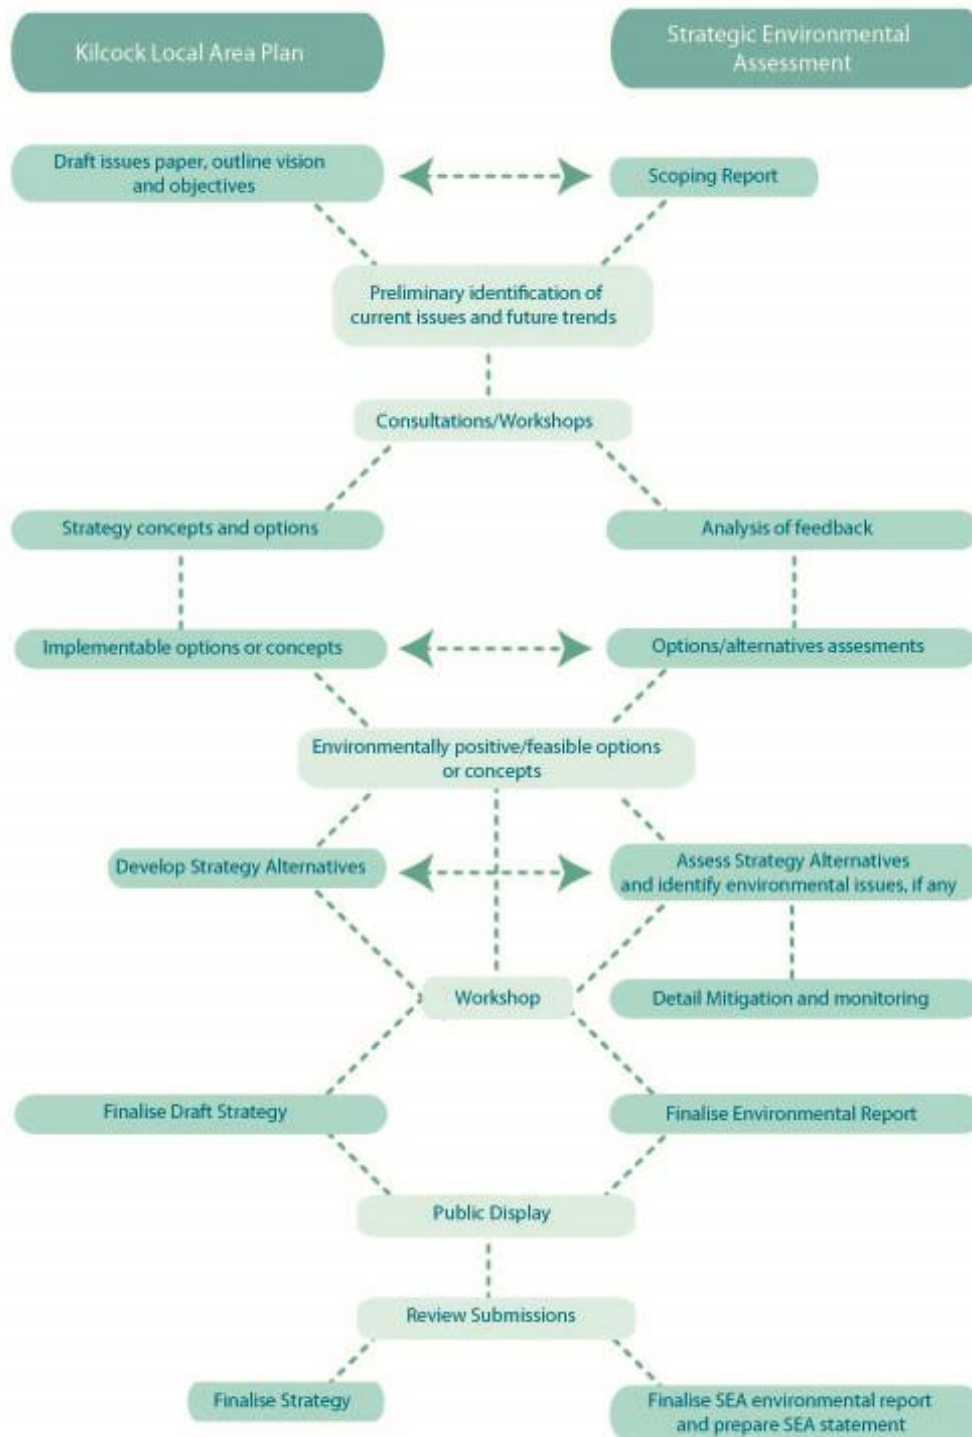 Kilcock Local Area Plan
Strategic Environmental
Assessment
Draft issues paper, outline vision
and objectives
Scoping Report
Preliminary identification of
current issues and future trends
Consultations/Workshops
Strategy concepts and options
Analysis of feedback
Implementable options or concepts
Options/alternatives assesments
Environmentally positive/feasible options
or concepts
Develop Strategy Alternatives
Assess Strategy Alternatives
and identify environmental issues, if any
Workshop
Detail Mitigation and monitoring
Finalise Draft Strategy
Finalise Environmental Report
Public Display
Review Submissions
Finalise Strategy
Finalise SEA environmental report
and prepare SEA statement